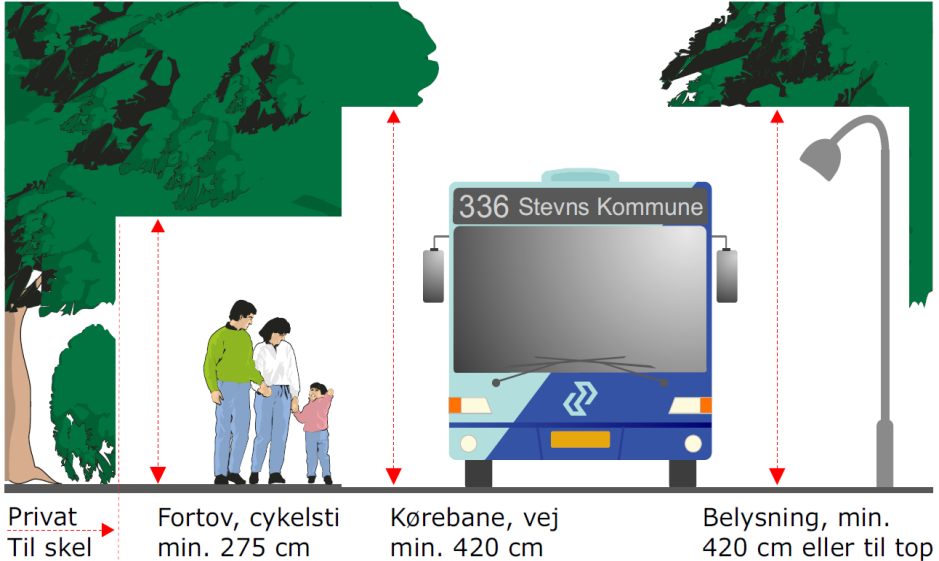 336 Stevns Kommune
Privat
Til skel
Fortov, cykelsti
min. 275 cm
Kørebane, vej
min. 420 cm
Belysning, min.
420 cm eller til top